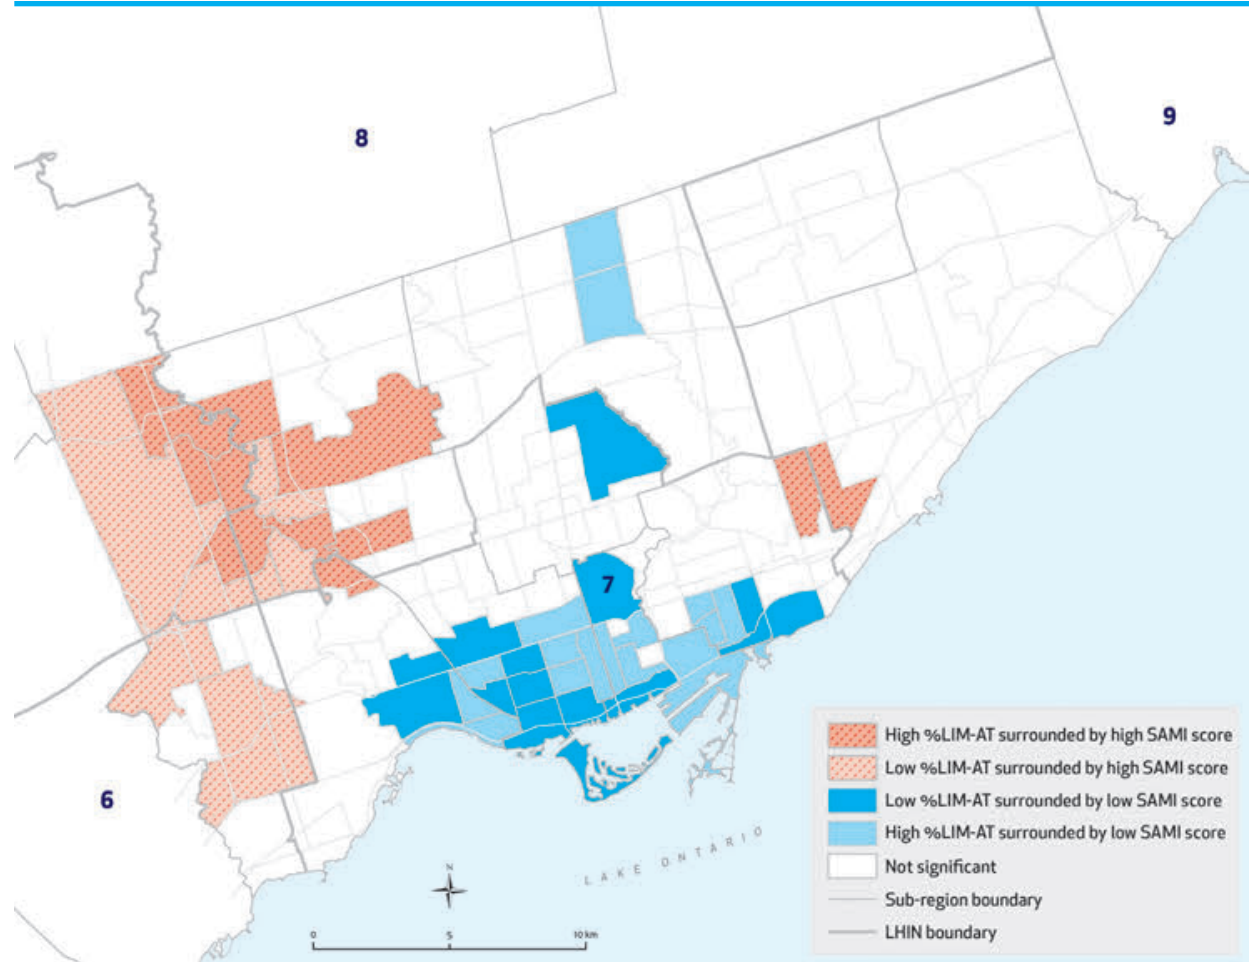 8
9
7
6
High %LIM-AT surrounded by high SAMI score
Low %LIM-AT surrounded by high SAMI score
Low %LIM-AT surrounded by low SAMI score
High %LIM-AT surrounded by low SAMI score
Not significant
Sub-region boundary
LHIN boundary
LAKE ONTARIO
N
0 5 10 km